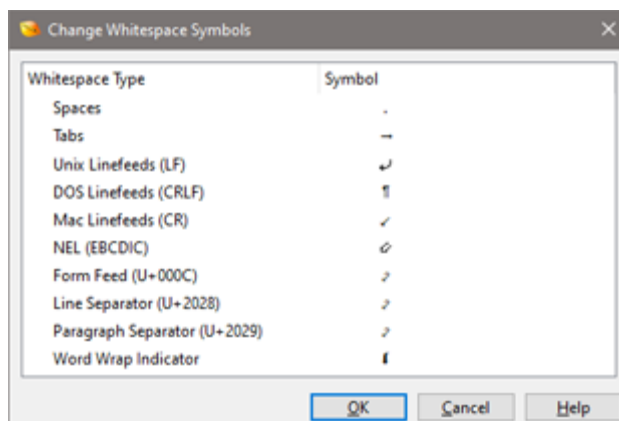 Change Whitespace Symbols
Whitespace Type Symbol
Spaces .
Tabs →
Unix Linefeeds (LF) ↵
DOS Linefeeds (CRLF) ¶
Mac Linefeeds (CR) ↙
NEL (EBCDIC)
Form Feed (U+000C)
Line Separator (U+2028)
Paragraph Separator (U+2029)
Word Wrap Indicator
OK Cancel Help